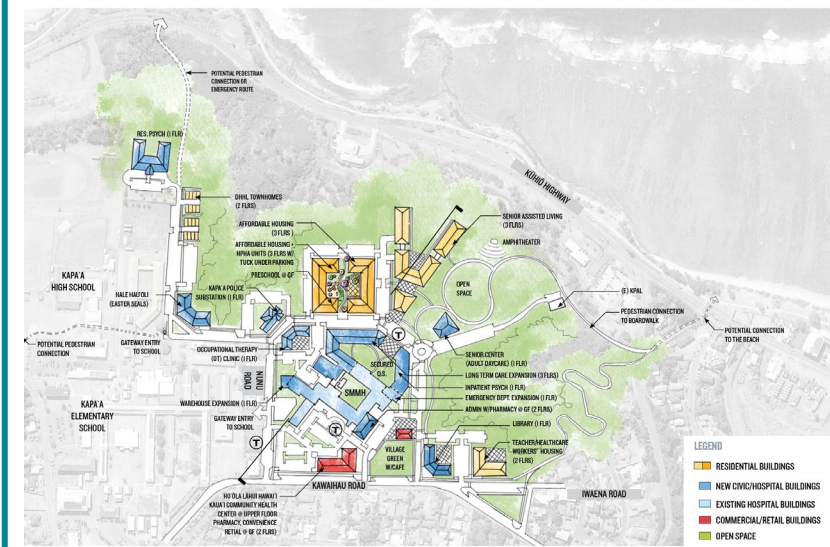 POTENTIAL PEDESTRIAN
CONNECTION OR
EMERGENCY ROUTE
RES. PSYCH (1 FLR)
KŪHIŌ HIGHWAY
DHHL TOWNHOMES
(2 FLRS)
AFFORDABLE HOUSING
(3 FLRS )
AFFORDABLE HOUSING -
HPHA UNITS (3 FLRS W/
TUCK UNDER PARKING
PRESCHOOL @ GF
SENIOR ASSISTED LIVING
(3 FLRS)
AMPHITHEATER
OPEN
SPACE
KAPA'A
HIGH SCHOOL
HALE HAUʻOLI
(EASTER SEALS)
KAPAʻA POLICE
SUBSTATION (1 FLR)
(E) KPAL
PEDESTRIAN CONNECTION
TO BOARDWALK
POTENTIAL CONNECTION
TO THE BEACH
POTENTIAL PEDESTRIAN
CONNECTION
GATEWAY ENTRY
TO SCHOOL
OCCUPATIONAL THERAPY
(OT) CLINIC (1 FLR)
NUNU
ROAD
T
SECURED
O.S.
SMMH
SENIOR CENTER
(ADULT DAYCARE) (1 FLR)
LONG TERM CARE EXPANSION (3 FLRS)
INPATIENT PSYCH (1 FLR)
EMERGENCY DEPT. EXPANSION (1 FLR)
ADMIN W/PHARMACY @ GF (2 FLRS)
LIBRARY (1 FLR)
KAPA'A
ELEMENTARY
SCHOOL
WAREHOUSE EXPANSION (1 FLR)
GATEWAY ENTRY
TO SCHOOL
T
T
TEACHER/HEALTHCARE
WORKERS' HOUSING
(2 FLRS)
VILLAGE
GREEN
W/CAFE
KAWAIHAU ROAD
IWAENA ROAD
HOʻOLA LĀHUI HAWAIʻI
KAUAʻI COMMUNITY HEALTH
CENTER @ UPPER FLOOR
PHARMACY, CONVENIENCE
RETIAL @ GF (2 FLRS)
LEGEND
RESIDENTIAL BUILDINGS
NEW CIVIC/HOSPITAL BUILDINGS
EXISTING HOSPITAL BUILDINGS
COMMERCIAL/RETAIL BUILDINGS
OPEN SPACE